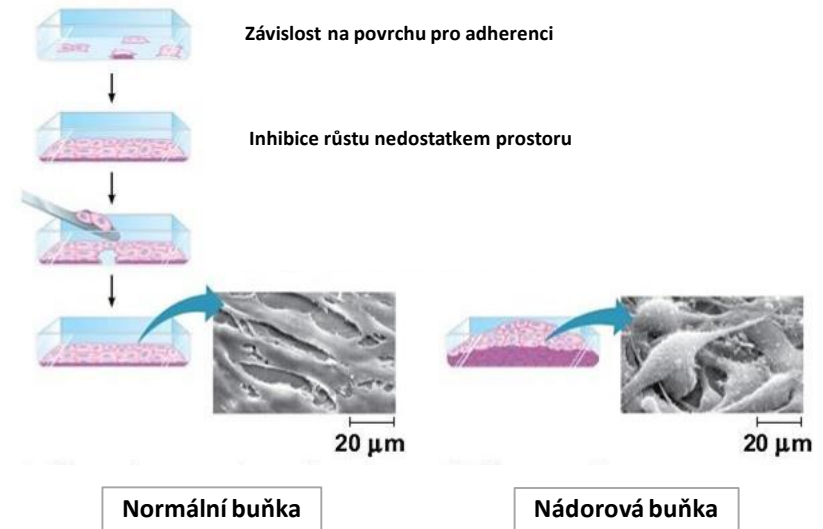 Závislost na povrchu pro adherenci
Inhibice růstu nedostatkem prostoru
20 µm
20 µm
Normální buňka
Nádorová buňka